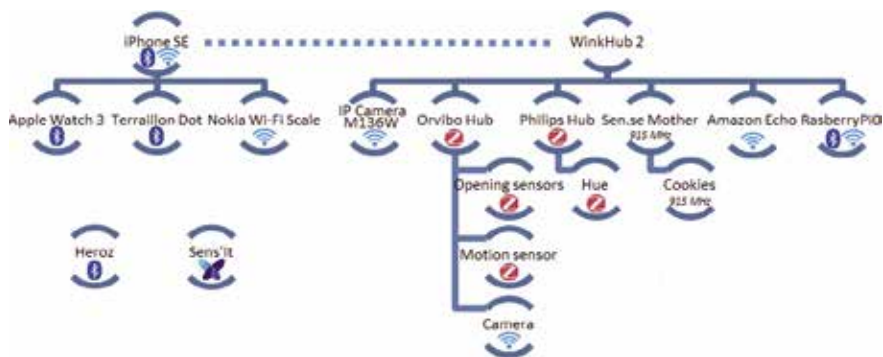 iPhone SE
WinkHub 2
Apple Watch 3
Terraillon Dot
Nokia Wi-Fi Scale
IP Camera
M136W
Orvibo Hub
Philips Hub
Sen.se Mother
915 MHz
Amazon Echo
RasberryPI0
Opening sensors
Hue
Cookies
915 MHz
Heroz
Sens'It
Motion sensor
Camera